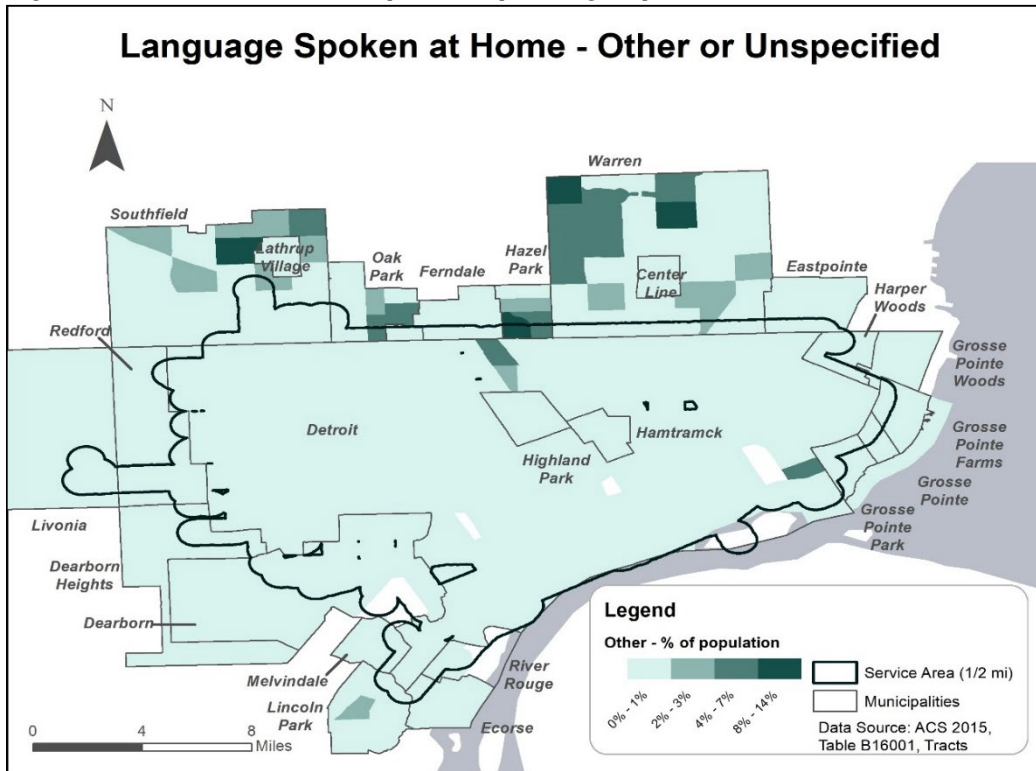 Language Spoken at Home - Other or Unspecified
N
Warren
Southfield
Lathrup
Village
Oak
Park
Ferndale
Hazel
Park
Center
Line
Eastpointe
Harper
Woods
Redford
Grosse
Pointe
Woods
Detroit
Hamtramck
Highland
Park
Grosse
Pointe
Farms
Grosse
Pointe
Livonia
Grosse
Pointe
Park
Dearborn
Heights
Dearborn
Melvindale
River
Rouge
Lincoln
Park
Ecorse
0 4 8
Miles
Legend
Other - % of population
0% - 1%
2% - 3%
4% - 7%
8% - 14%
Service Area (1/2 mi)
Municipalities
Data Source: ACS 2015,
Table B16001, Tracts